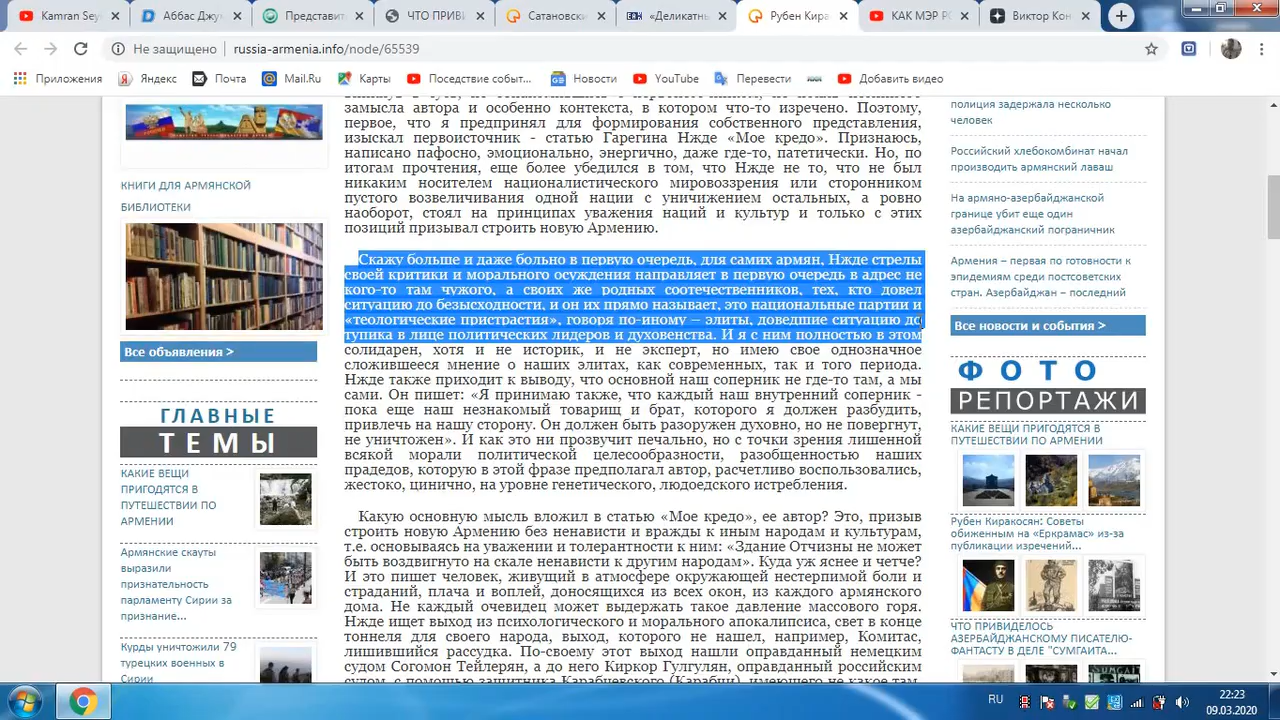 Kamran Sey
Аббас Джу
Представит
ЧТО ПРИВИ
Сатановс
«Деликатн
Рубен Кира
КАК МЭР РО
Виктор Кон
Не защищено | russia-armenia.info/node/65539
Приложения
Яндекс
Почта
Mail.Ru
Карты
Поседствие событ...
Новости
YouTube
Перевести
Добавить видео
КНИГИ ДЛЯ АРМЯНСКОЙ
БИБЛИОТЕКИ
Все объявления >
ГЛАВНЫЕ
ТЕМЫ
КАКИЕ ВЕЩИ
ПРИГОДЯТСЯ В
ПУТЕШЕСТВИИ ПО
АРМЕНИИ
Армянские скауты
выразили
признательность
парламенту Сирии за
признание...
Курды уничтожили 79
турецких военных в
Сирии
замысла автора и особенно контекста, в котором что-то изречено. Поэтому,
первое, что я предпринял для формирования собственного представления,
изыскал первоисточник - статью Гарегина Нжде «Мое кредо». Признаюсь,
написано пафосно, эмоционально, энергично, даже где-то, патетически. Но, по
итогам прочтения, еще более убедился в том, что Нжде не то, что не был
никаким носителем националистического мировоззрения или сторонником
пустого возвеличивания одной нации с уничижением остальных, а ровно
наоборот, стоял на принципах уважения наций и культур и только с этих
позиций призывал строить новую Армению.
Скажу больше и даже больно в первую очередь, для самих армян, Нжде стрелы
своей критики и морального осуждения направляет в первую очередь в адрес не
кого-то там чужого, а своих же родных соотечественников, тех, кто довел
ситуацию до безысходности, и он их прямо называет, это национальные партии и
«теологические пристрастия», говоря по-иному – элиты, доведшие ситуацию до
тупика в лице политических лидеров и духовенства. И я с ним полностью в этом
солидарен, хотя и не историк, и не эксперт, но имею свое однозначное
сложившееся мнение о наших элитах, как современных, так и того периода.
Нжде также приходит к выводу, что основной наш соперник не где-то там, а мы
сами. Он пишет: «Я принимаю также, что каждый наш внутренний соперник -
пока еще наш незнакомый товарищ и брат, которого я должен разбудить,
привлечь на нашу сторону. Он должен быть разоружен духовно, но не повергнут,
не уничтожен». И как это ни прозвучит печально, но с точки зрения лишенной
всякой морали политической целесообразности, разобщенностью наших
прадедов, которую в этой фразе предполагал автор, расчетливо воспользовались,
жестоко, цинично, на уровне генетического, людоедского истребления.
Какую основную мысль вложил в статью «Мое кредо», ее автор? Это, призыв
строить новую Армению без ненависти и вражды к иным народам и культурам,
т.е. основываясь на уважении и толерантности к ним: «Здание Отчизны не может
быть воздвигнуто на скале ненависти к другим народам». Куда уж яснее и четче?
И это пишет человек, живущий в атмосфере окружающей нестерпимой боли и
страданий, плача и воплей, доносящихся из всех окон, из каждого армянского
дома. Не каждый очевидец может выдержать такое давление массового горя.
Нжде ищет выход из психологического и морального апокалипсиса, свет в конце
тоннеля для своего народа, выход, которого не нашел, например, Комитас,
лишившийся рассудка. По-своему этот выход нашли оправданный немецким
судом Согомон Тейлерян, а до него Киркор Гулгулян, оправданный российским
полиция задержала несколько
человек
Российский хлебокомбинат начал
производить армянский лаваш
На армяно-азербайджанской
границе убит еще один
азербайджанский пограничник
Армения – первая по готовности к
эпидемиям среди постсоветских
стран. Азербайджан – последний
Все новости и события >
ФОТО
РЕПОРТАЖИ
КАКИЕ ВЕЩИ ПРИГОДЯТСЯ В
ПУТЕШЕСТВИИ ПО АРМЕНИИ
Рубен Киракосян: Советы
обиженным на «Еркрамас» из-за
публикации изречений...
ЧТО ПРИВИДЕЛОСЬ
АЗЕРБАЙДЖАНСКОМУ ПИСАТЕЛЮ-
ФАНТАСТУ В ДЕЛЕ "СУМГАИТА...
RU
22:23
09.03.2020